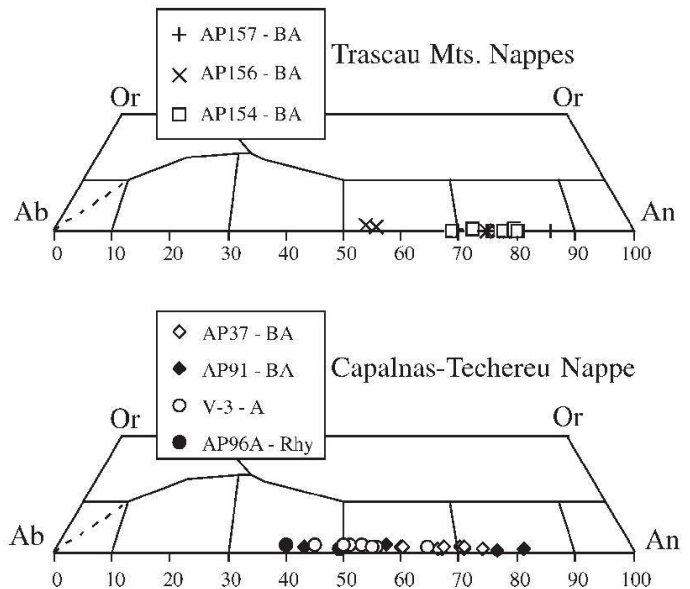 AP157 - BA
AP156 - BA
AP154 - BA
Trascau Mts. Nappes
Or Or
Ab An
0 10 20 30 40 50 60 70 80 90 100
AP37 - BA
AP91 - BA
V-3 - A
AP96A - Rhy
Capalnas-Techereu Nappe
Or Or
Ab An
0 10 20 30 40 50 60 70 80 90 100